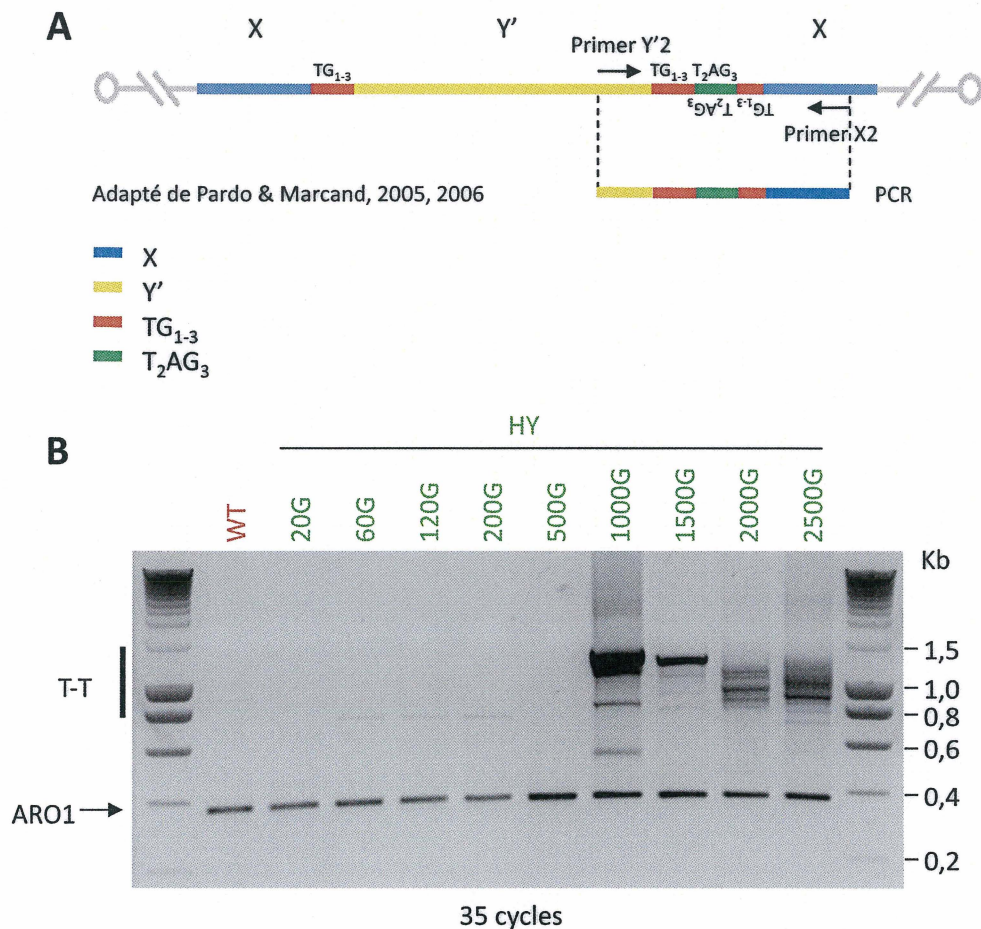 A
X Y' X
Primer Y'2
TG1-3 TG1-3 T2AG3
T2AG3 TG1-3
Primer X2
Adapté de Pardo & Marcand, 2005, 2006 PCR
X
Y'
TG1-3
T2AG3
HY
B
WT 20G 60G 120G 200G 500G 1000G 1500G 2000G 2500G
Kb
1,5
T-T
1,0
0,8
0,6
0,4
ARO1
0,2
35 cycles